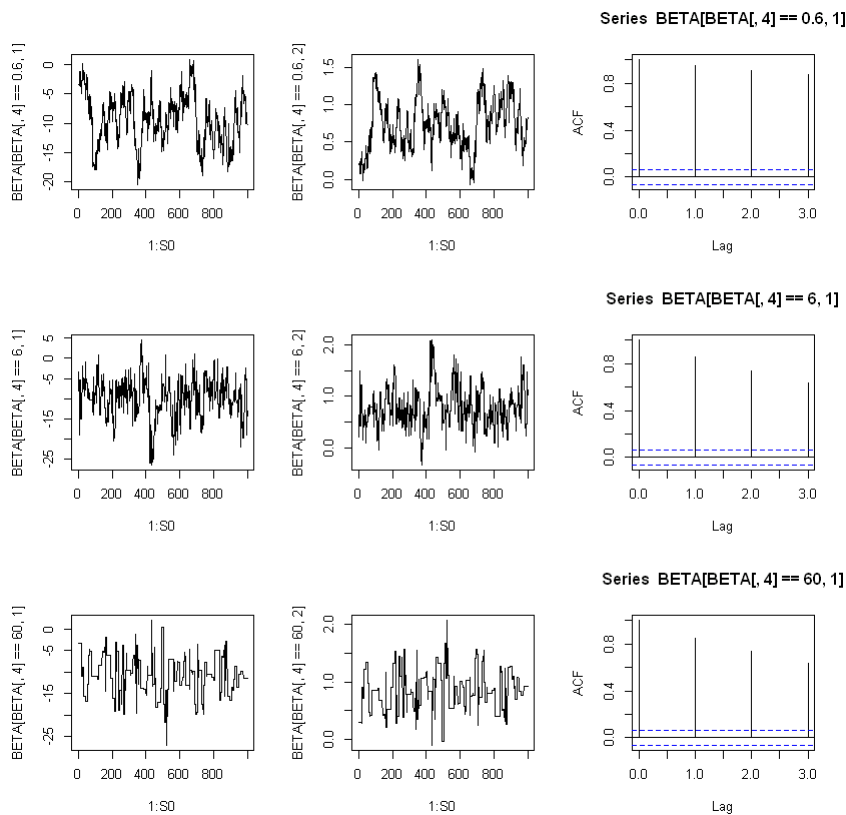 Series BETA[BETA[, 4] == 0.6, 1]
BETA[BETA[, 4] == 0.6, 1]
0
-5
-10
-15
-20
0 200 400 600 800
1:S0
BETA[BETA[, 4] == 0.6, 2]
1.5
1.0
0.5
0.0
0 200 400 600 800
1:S0
ACF
0.8
0.4
0.0
0.0 1.0 2.0 3.0
Lag
Series BETA[BETA[, 4] == 6, 1]
BETA[BETA[, 4] == 6, 1]
5
0
-5
-15
-25
0 200 400 600 800
1:S0
BETA[BETA[, 4] == 6, 2]
2.0
1.0
0.0
0 200 400 600 800
1:S0
ACF
0.8
0.4
0.0
0.0 1.0 2.0 3.0
Lag
Series BETA[BETA[, 4] == 60, 1]
BETA[BETA[, 4] == 60, 1]
0
-5
-15
-25
0 200 400 600 800
1:S0
BETA[BETA[, 4] == 60, 2]
2.0
1.0
0.0
0 200 400 600 800
1:S0
ACF
0.8
0.4
0.0
0.0 1.0 2.0 3.0
Lag